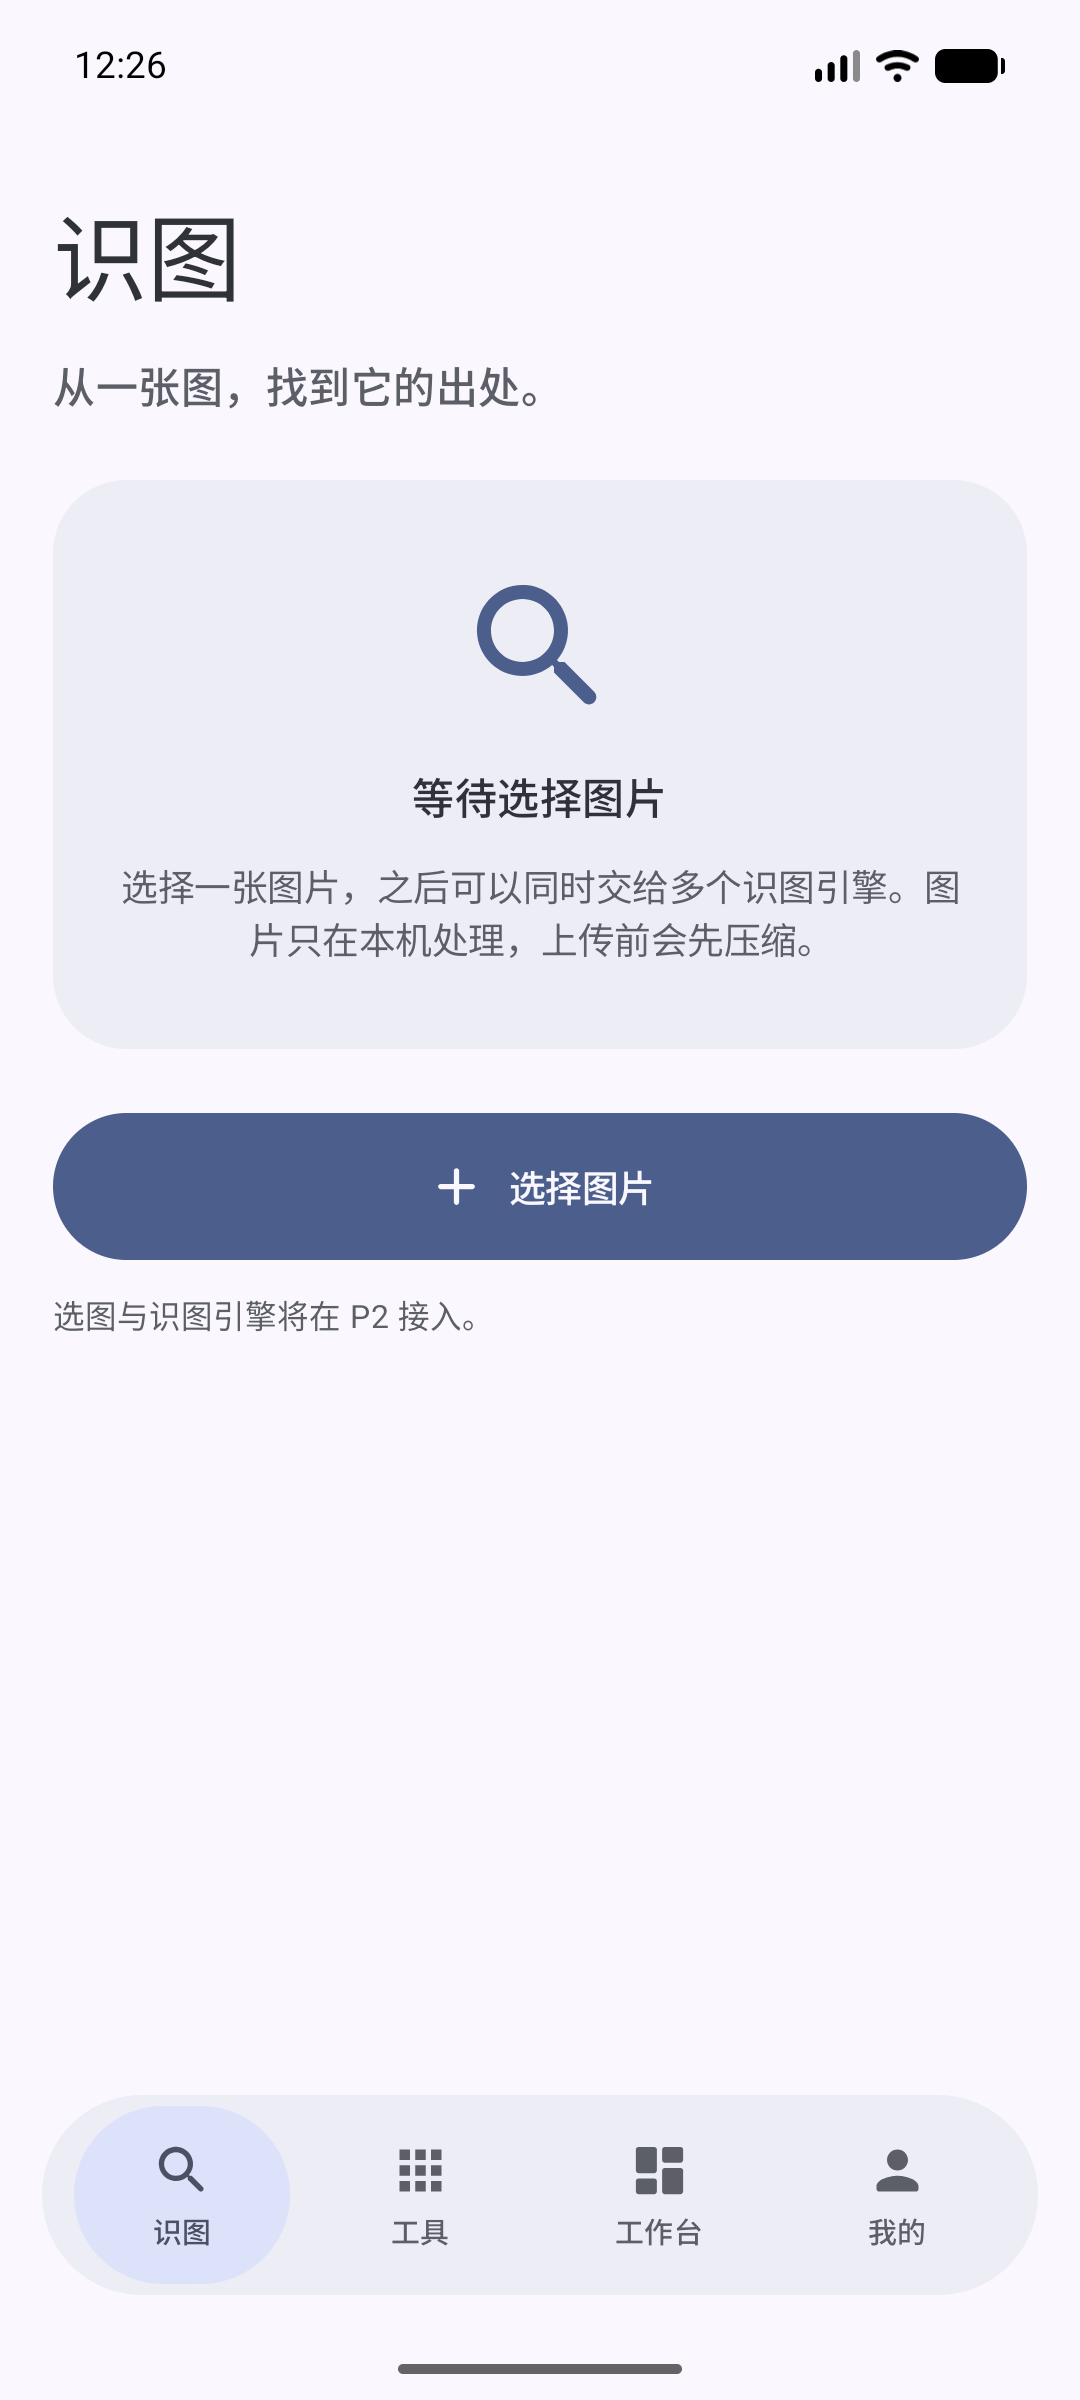 12:26
识图
从一张图，找到它的出处。
等待选择图片
选择一张图片，之后可以同时交给多个识图引擎。图
片只在本机处理，上传前会先压缩。
选择图片
选图与识图引擎将在 P2 接入。
识图
工具
工作台
我的